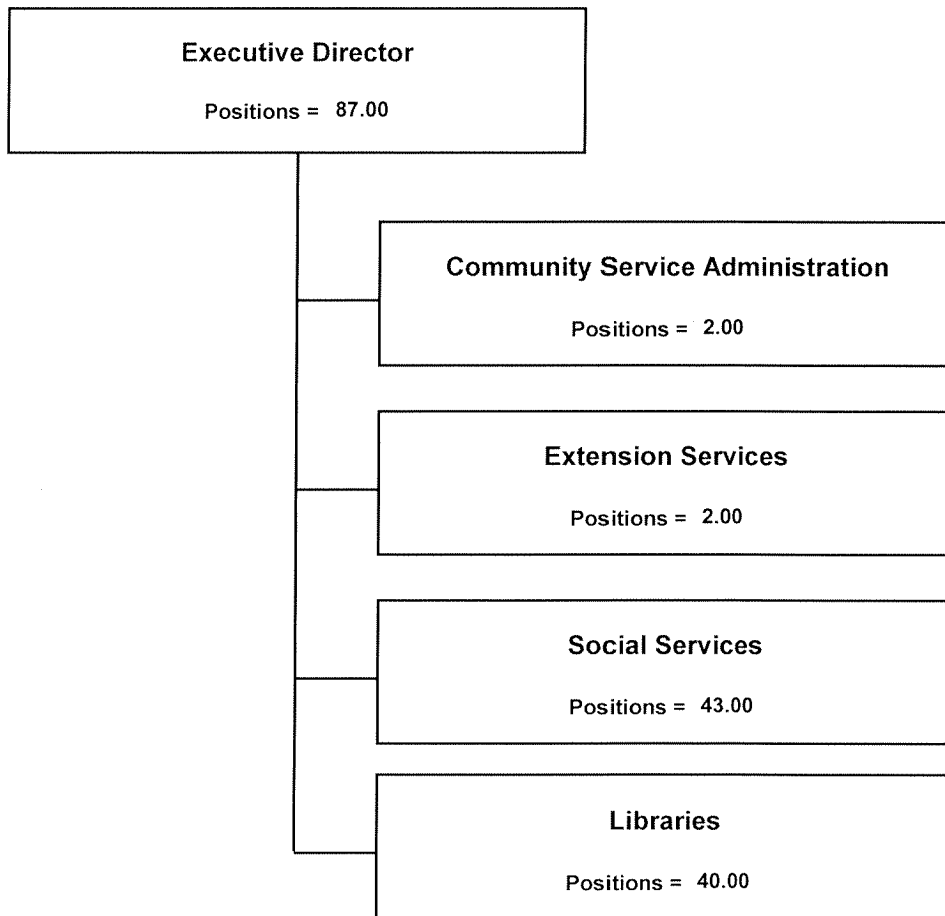 Executive Director
Positions = 87.00
Community Service Administration
Positions = 2.00
Extension Services
Positions = 2.00
Social Services
Positions = 43.00
Libraries
Positions = 40.00